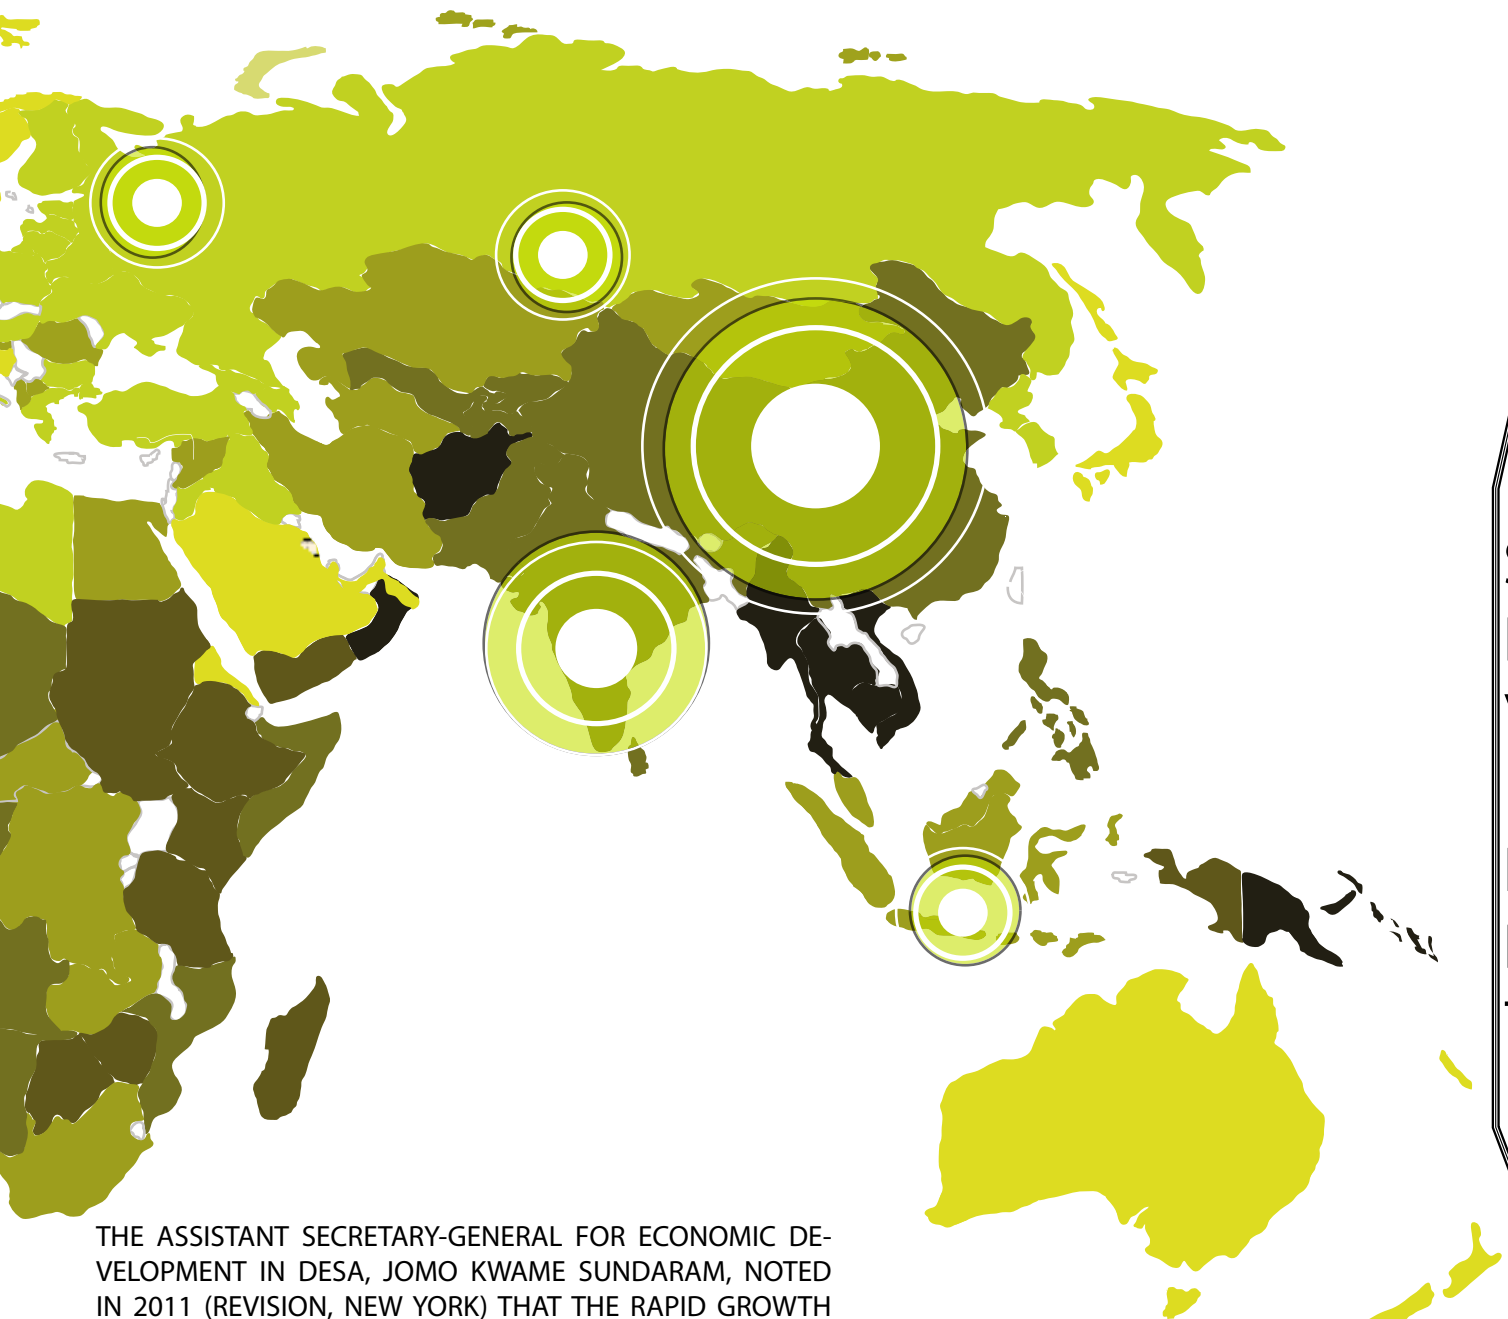 THE ASSISTANT SECRETARY-GENERAL FOR ECONOMIC DE-
VELOPMENT IN DESA, JOMO KWAME SUNDARAM, NOTED
IN 2011 (REVISION, NEW YORK) THAT THE RAPID GROWTH